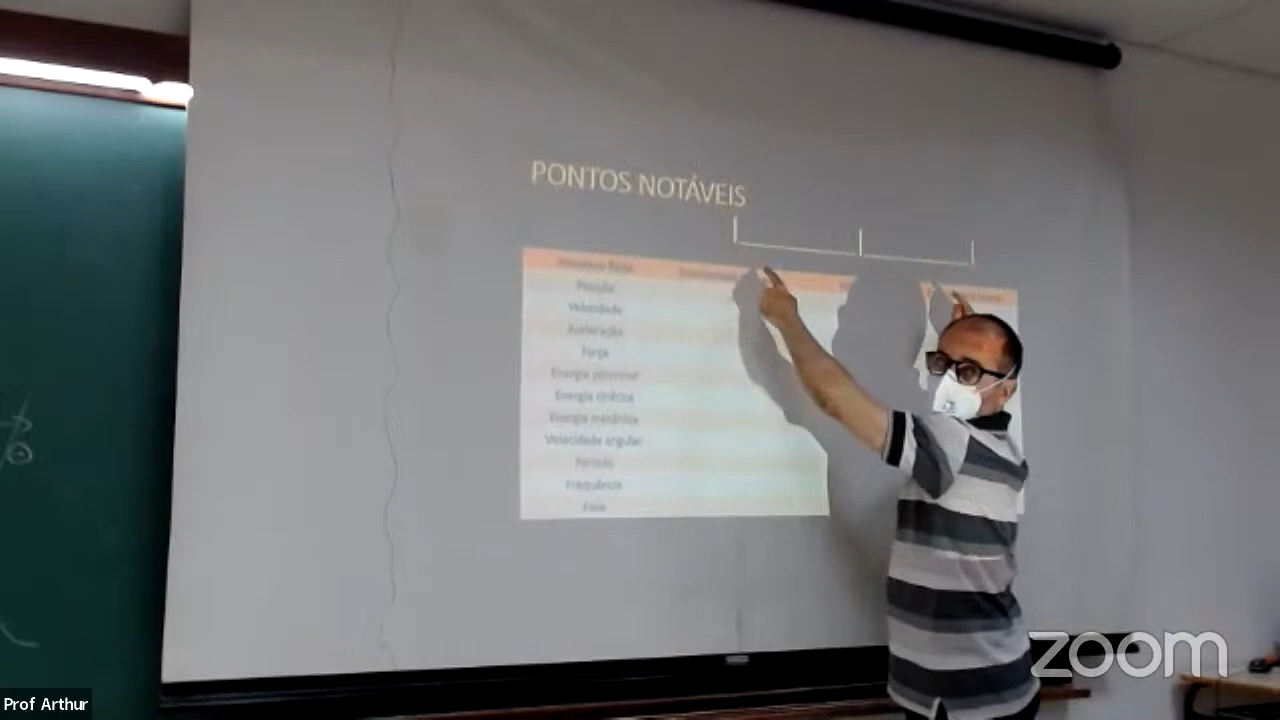 PONTOS NOTÁVEIS
Posição
Velocidade
Aceleração
Força
Energia potencial
Energia cinética
Energia mecânica
Velocidade angular
Período
Frequência
Fase
zoom
Prof Arthur